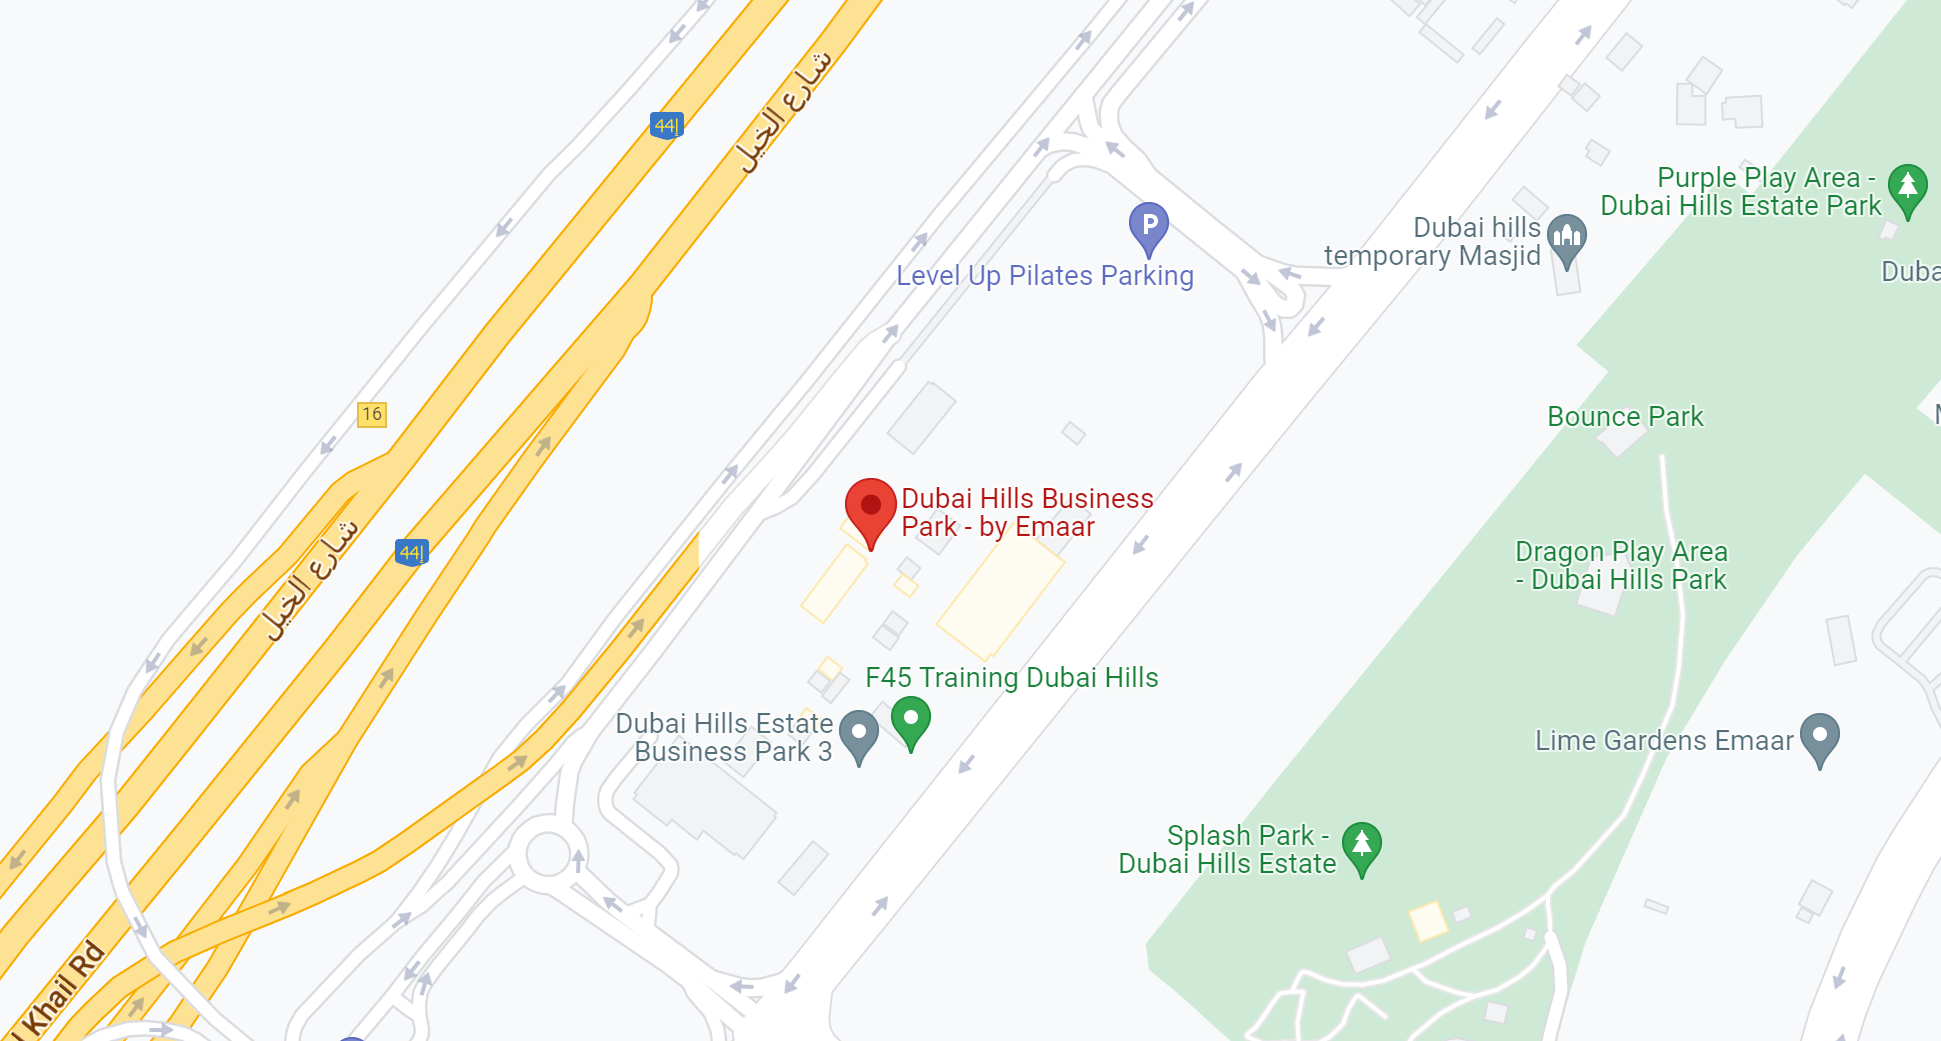 شارع الخيل
إ44
P
Level Up Pilates Parking
Dubai hills
temporary Masjid
Purple Play Area -
Dubai Hills Estate Park
Duba
16
Bounce Park
شارع الخيل
إ44
Dubai Hills Business
Park - by Emaar
Dragon Play Area
- Dubai Hills Park
F45 Training Dubai Hills
Dubai Hills Estate
Business Park 3
Lime Gardens Emaar
Splash Park -
Dubai Hills Estate
l Khail Rd